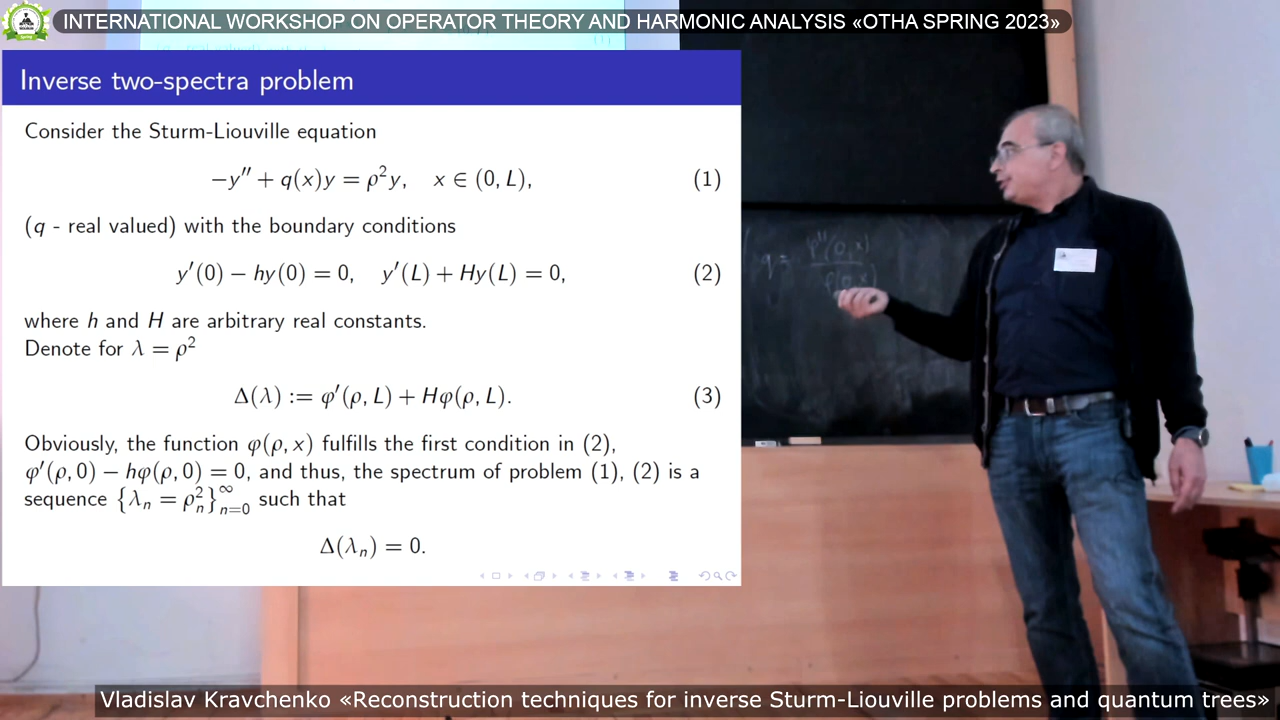 INTERNATIONAL WORKSHOP ON OPERATOR THEORY AND HARMONIC ANALYSIS «OTHA SPRING 2023»
Inverse two-spectra problem
Consider the Sturm-Liouville equation
−y″ + q(x)y = ρ²y, x ∈ (0, L), (1)
(q - real valued) with the boundary conditions
y′(0) − hy(0) = 0, y′(L) + Hy(L) = 0, (2)
where h and H are arbitrary real constants.
Denote for λ = ρ²
Δ(λ) := φ′(ρ, L) + Hφ(ρ, L). (3)
Obviously, the function φ(ρ, x) fulfills the first condition in (2),
φ′(ρ, 0) − hφ(ρ, 0) = 0, and thus, the spectrum of problem (1), (2) is a
sequence {λₙ = ρₙ²}ₙ₌₀^∞ such that
Δ(λₙ) = 0.
q =
Vladislav Kravchenko «Reconstruction techniques for inverse Sturm-Liouville problems and quantum trees»